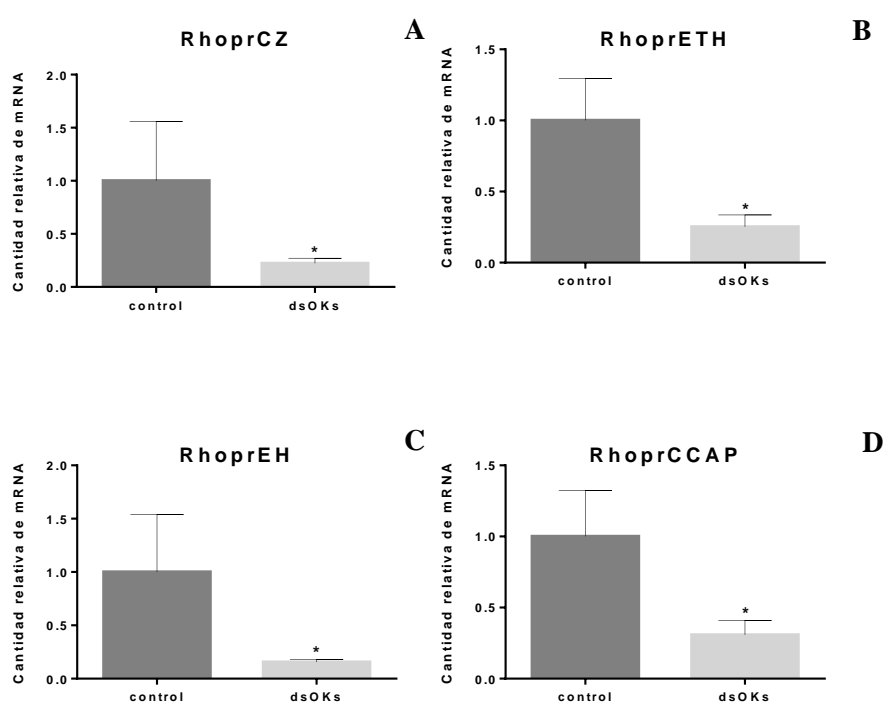 A
RhoprCZ
Cantidad relativa de mRNA
2.0
1.5
1.0
0.5
0.0
*
control
dsOKs
B
RhoprETH
Cantidad relativa de mRNA
1.5
1.0
0.5
0.0
*
control
dsOKs
C
RhoprEH
Cantidad relativa de mRNA
2.0
1.5
1.0
0.5
0.0
*
control
dsOKs
D
RhoprCCAP
Cantidad relativa de mRNA
1.5
1.0
0.5
0.0
*
control
dsOKs